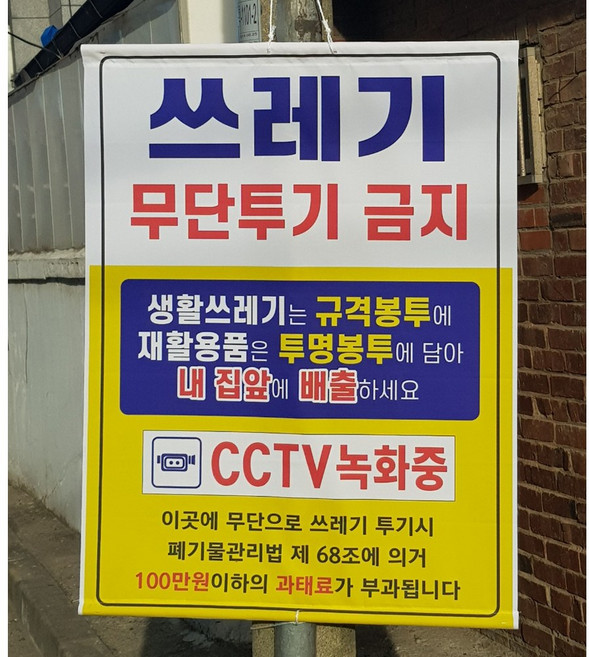 101-2
쓰레기
무단투기 금지
생활쓰레기는 규격봉투에
재활용품은 투명봉투에 담아
내 집앞에 배출하세요
CCTV녹화중
이곳에 무단으로 쓰레기 투기시
폐기물관리법 제 68조에 의거
100만원이하의 과태료가 부과됩니다